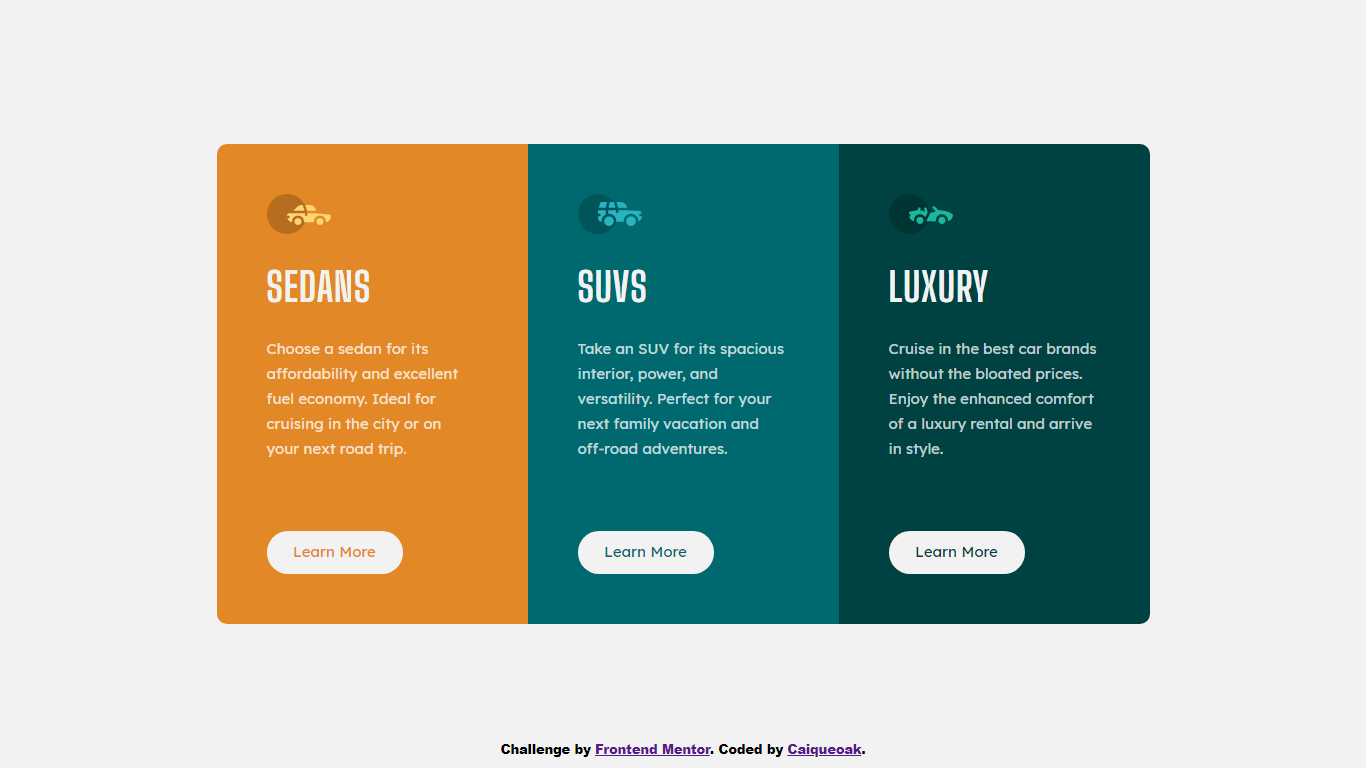 SEDANS
Choose a sedan for its
affordability and excellent
fuel economy. Ideal for
cruising in the city or on
your next road trip.
Learn More
SUVS
Take an SUV for its spacious
interior, power, and
versatility. Perfect for your
next family vacation and
off-road adventures.
Learn More
LUXURY
Cruise in the best car brands
without the bloated prices.
Enjoy the enhanced comfort
of a luxury rental and arrive
in style.
Learn More
Challenge by Frontend Mentor. Coded by Caiqueoak.